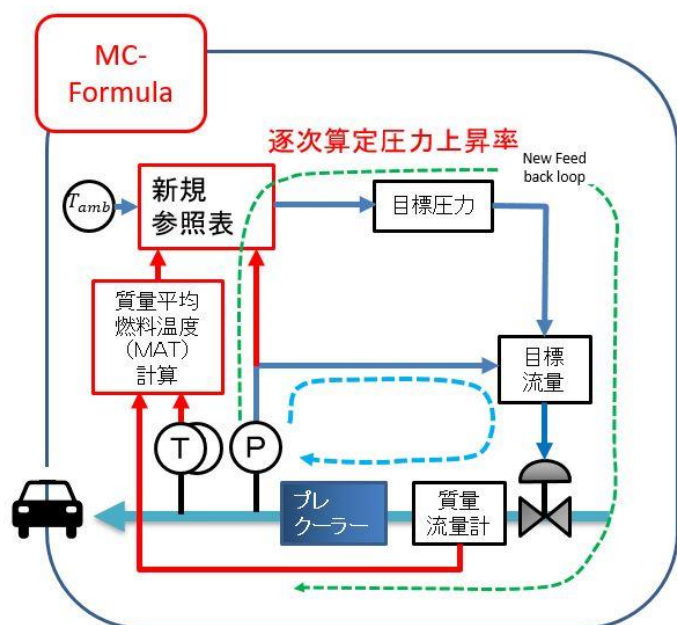 MC-
Formula
逐次算定圧力上昇率
New Feed
back loop
T_amb
新規
参照表
目標圧力
質量平均
燃料温度
(MAT)
計算
目標
流量
T
P
プレ
クーラー
質量
流量計